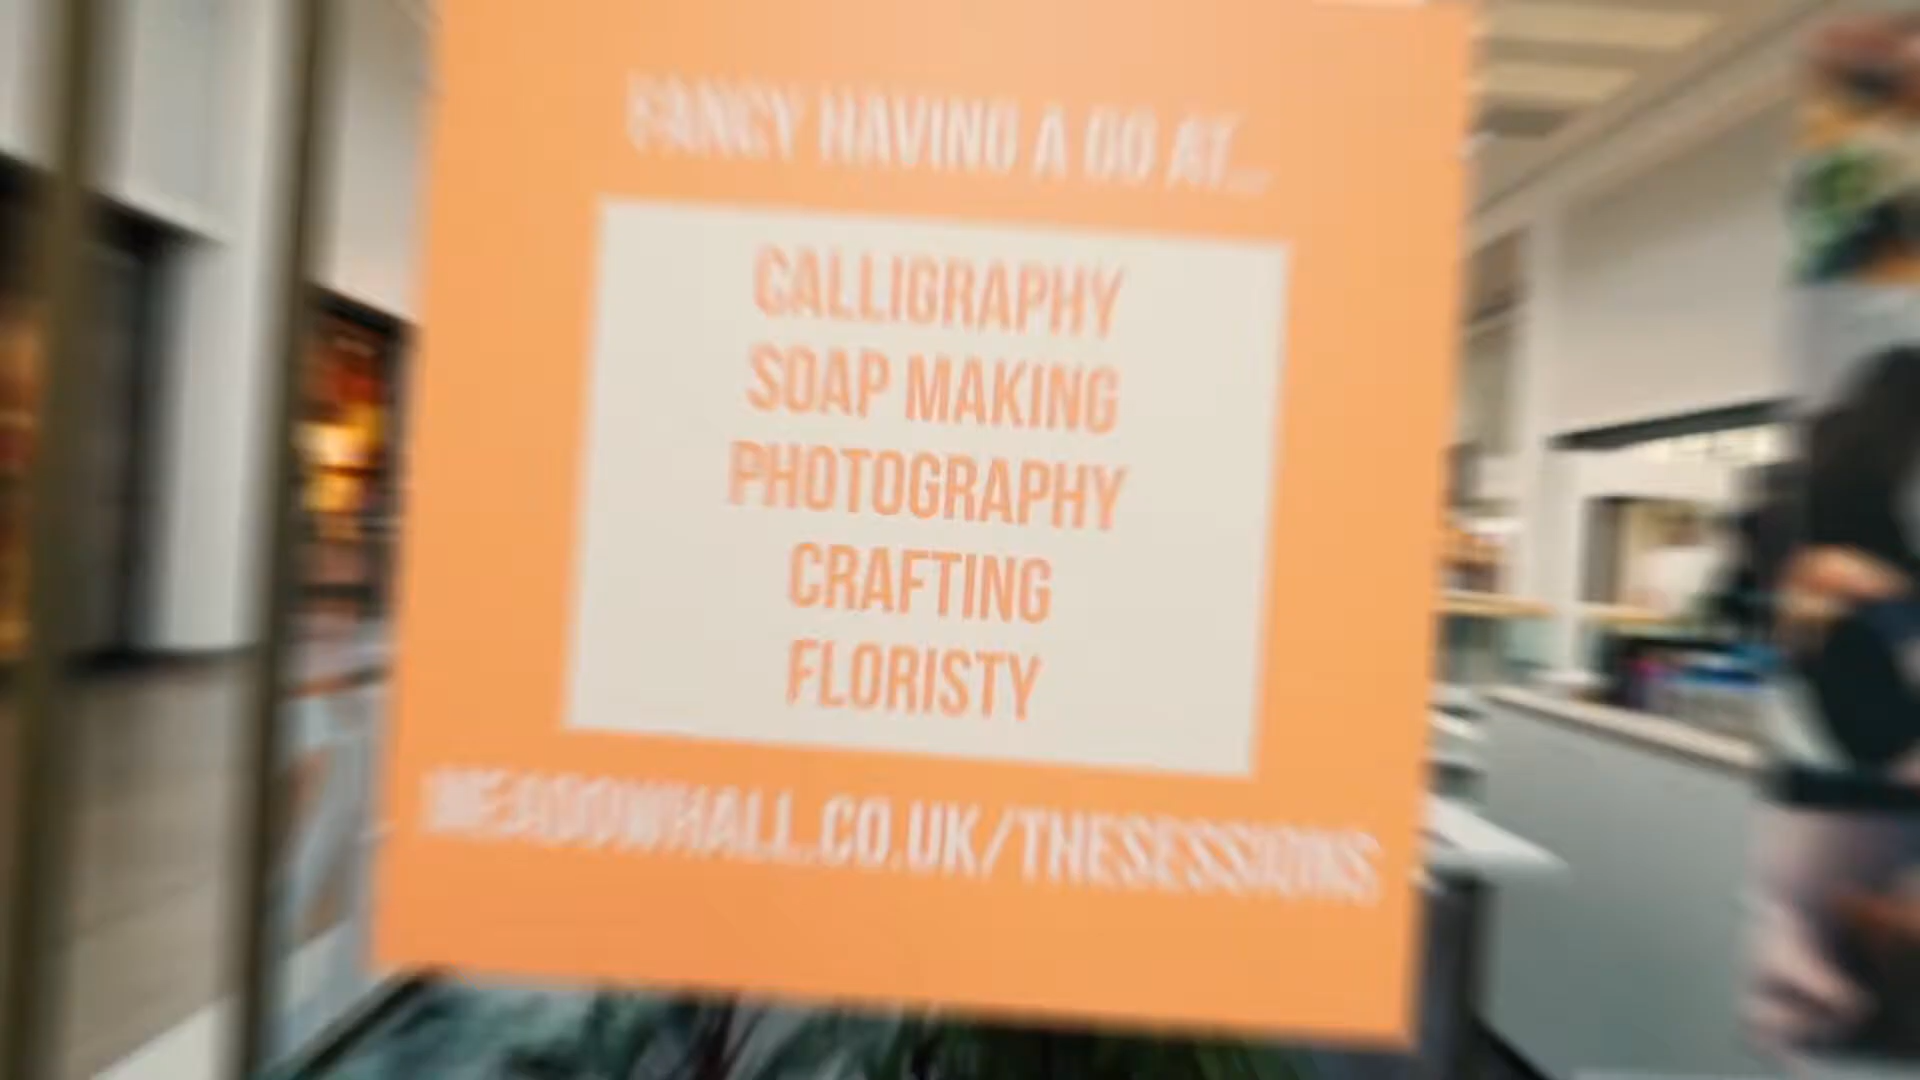 FANCY HAVING A GO AT...
CALLIGRAPHY
SOAP MAKING
PHOTOGRAPHY
CRAFTING
FLORISTY
MEADOWHALL.CO.UK/THESESSIONS